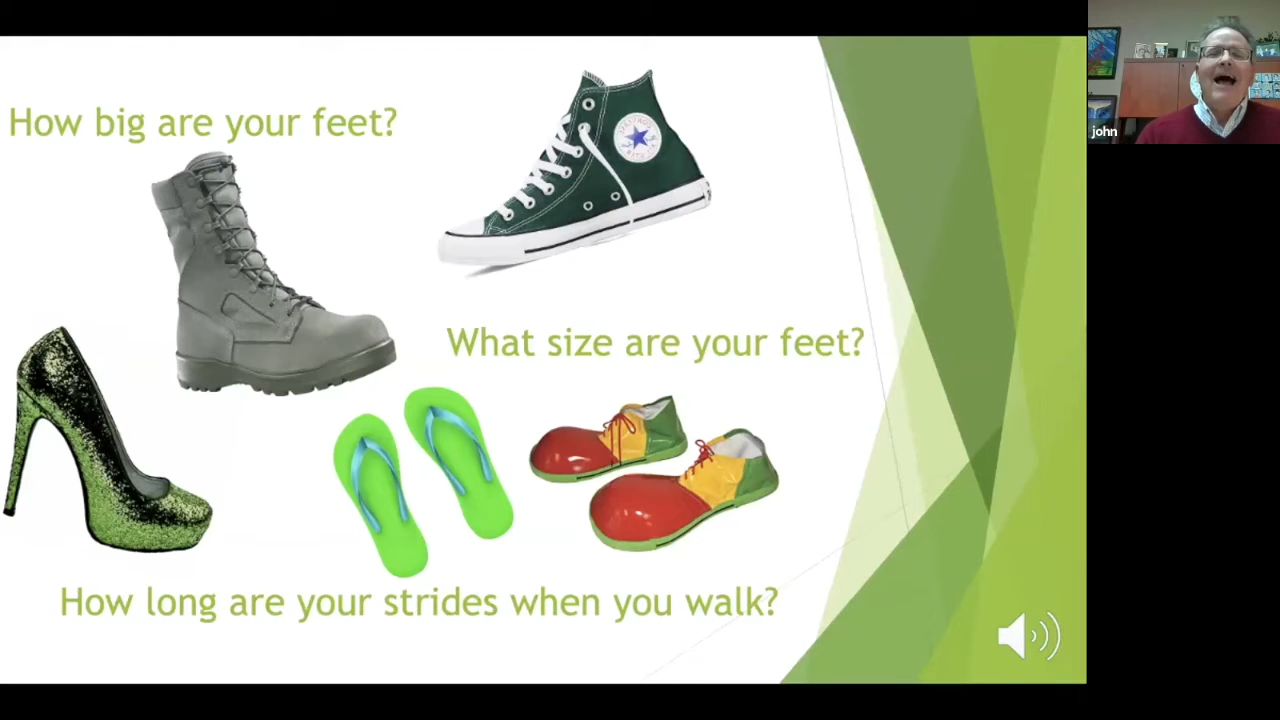 How big are your feet?
What size are your feet?
How long are your strides when you walk?
john